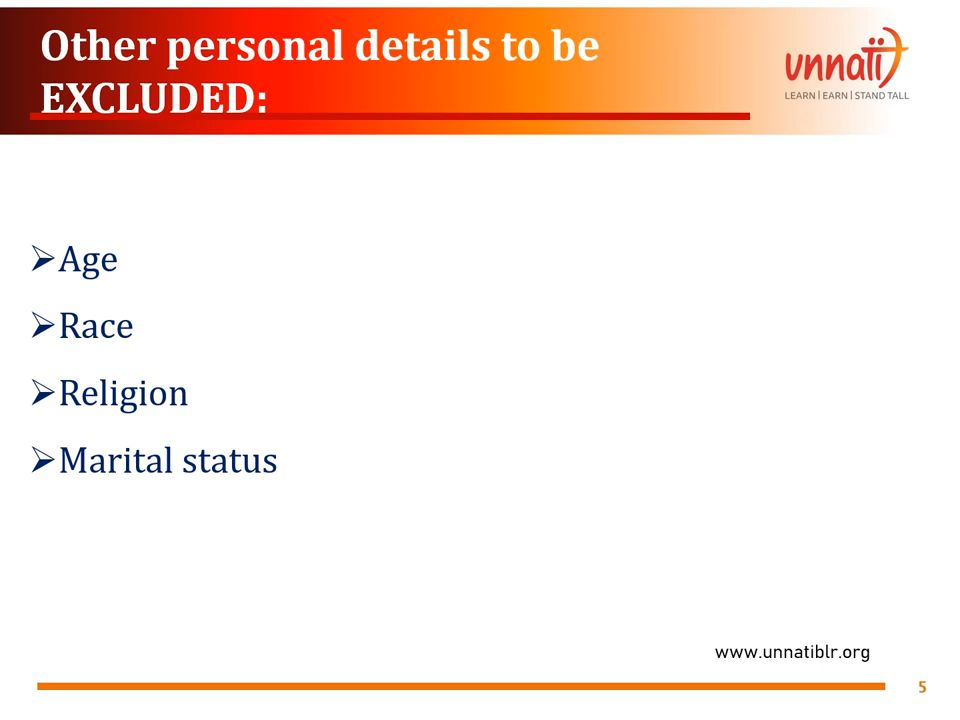 Other personal details to be
EXCLUDED:
unnati
LEARN | EARN | STAND TALL
➢Age
➢Race
➢Religion
➢Marital status
www.unnatiblr.org
5